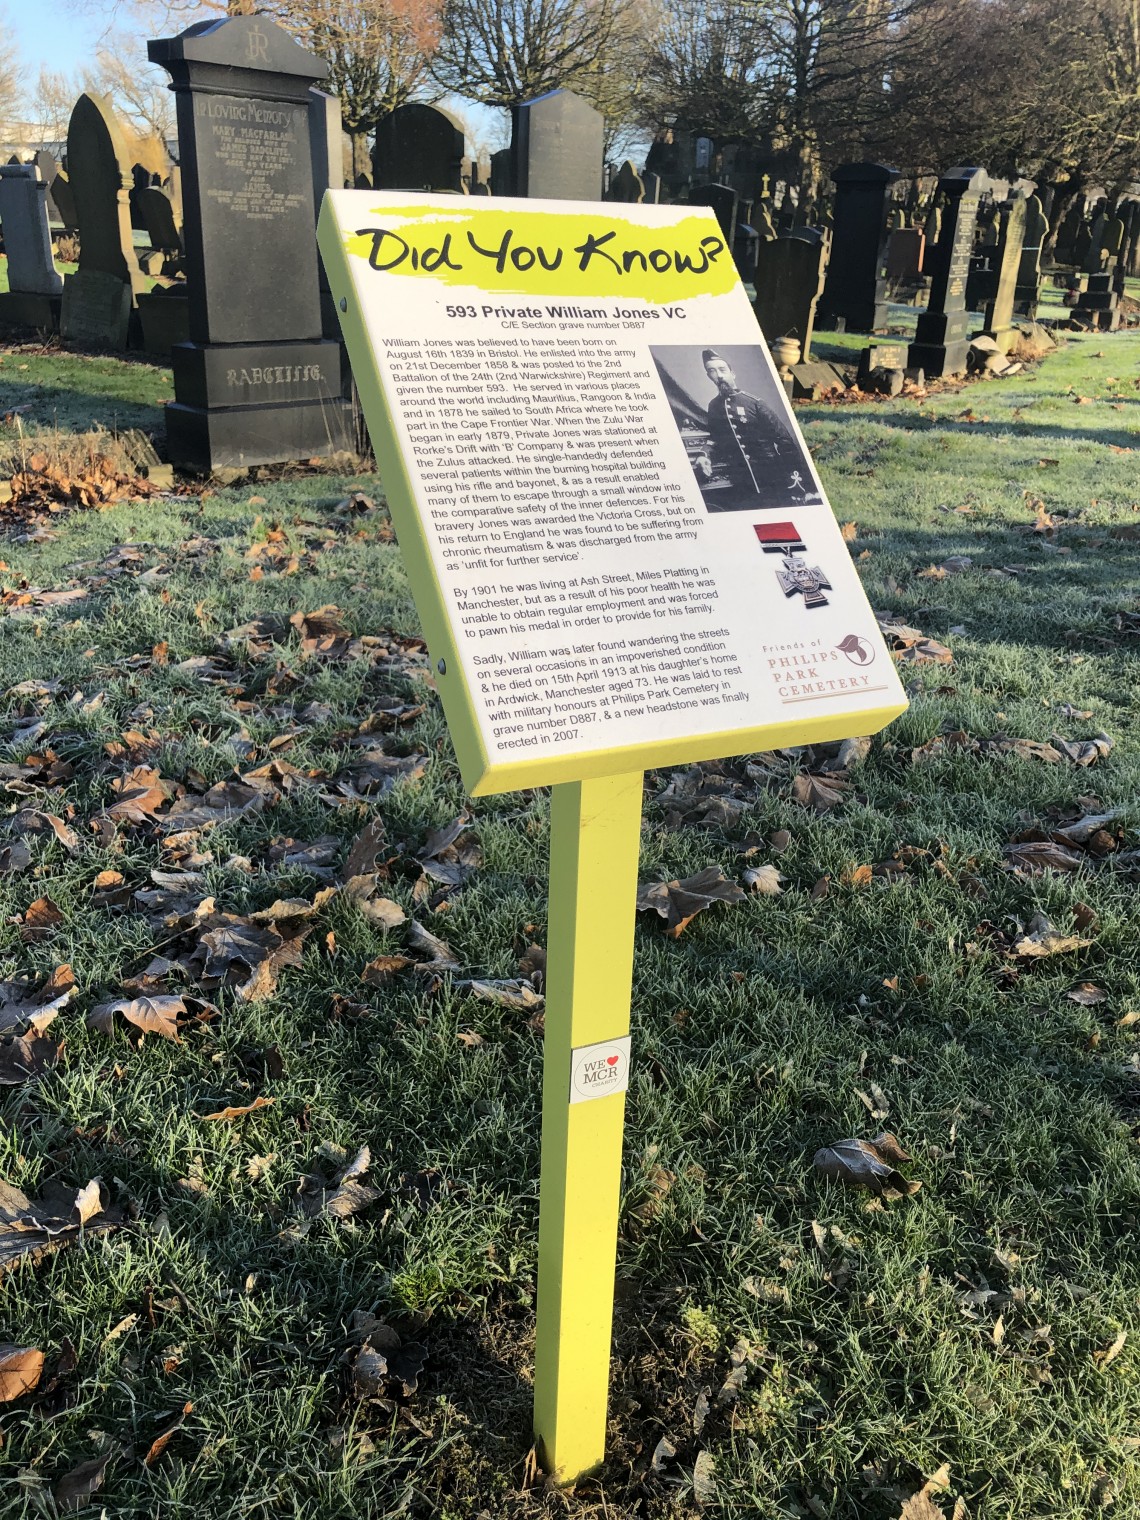 JR
In Loving Memory of
MARY MACFARLANE
THE BELOVED WIFE OF
JAMES RADCLIFFE,
RADCLIFFE.
Did You Know?
593 Private William Jones VC
C/E Section grave number D887
William Jones was believed to have been born on
August 16th 1839 in Bristol. He enlisted into the army
on 21st December 1858 & was posted to the 2nd
Battalion of the 24th (2nd Warwickshire) Regiment and
given the number 593. He served in various places
around the world including Mauritius, Rangoon & India
and in 1878 he sailed to South Africa where he took
part in the Cape Frontier War. When the Zulu War
began in early 1879, Private Jones was stationed at
Rorke's Drift with 'B' Company & was present when
the Zulus attacked. He single-handedly defended
several patients within the burning hospital building
using his rifle and bayonet, & as a result enabled
many of them to escape through a small window into
the comparative safety of the inner defences. For his
bravery Jones was awarded the Victoria Cross, but on
his return to England he was found to be suffering from
chronic rheumatism & was discharged from the army
as 'unfit for further service'.
By 1901 he was living at Ash Street, Miles Platting in
Manchester, but as a result of his poor health he was
unable to obtain regular employment and was forced
to pawn his medal in order to provide for his family.
Sadly, William was later found wandering the streets
on several occasions in an impoverished condition
& he died on 15th April 1913 at his daughter's home
in Ardwick, Manchester aged 73. He was laid to rest
with military honours at Philips Park Cemetery in
grave number D887, & a new headstone was finally
erected in 2007.
Friends of
PHILIPS
PARK
CEMETERY
WE
MCR
CHARITY